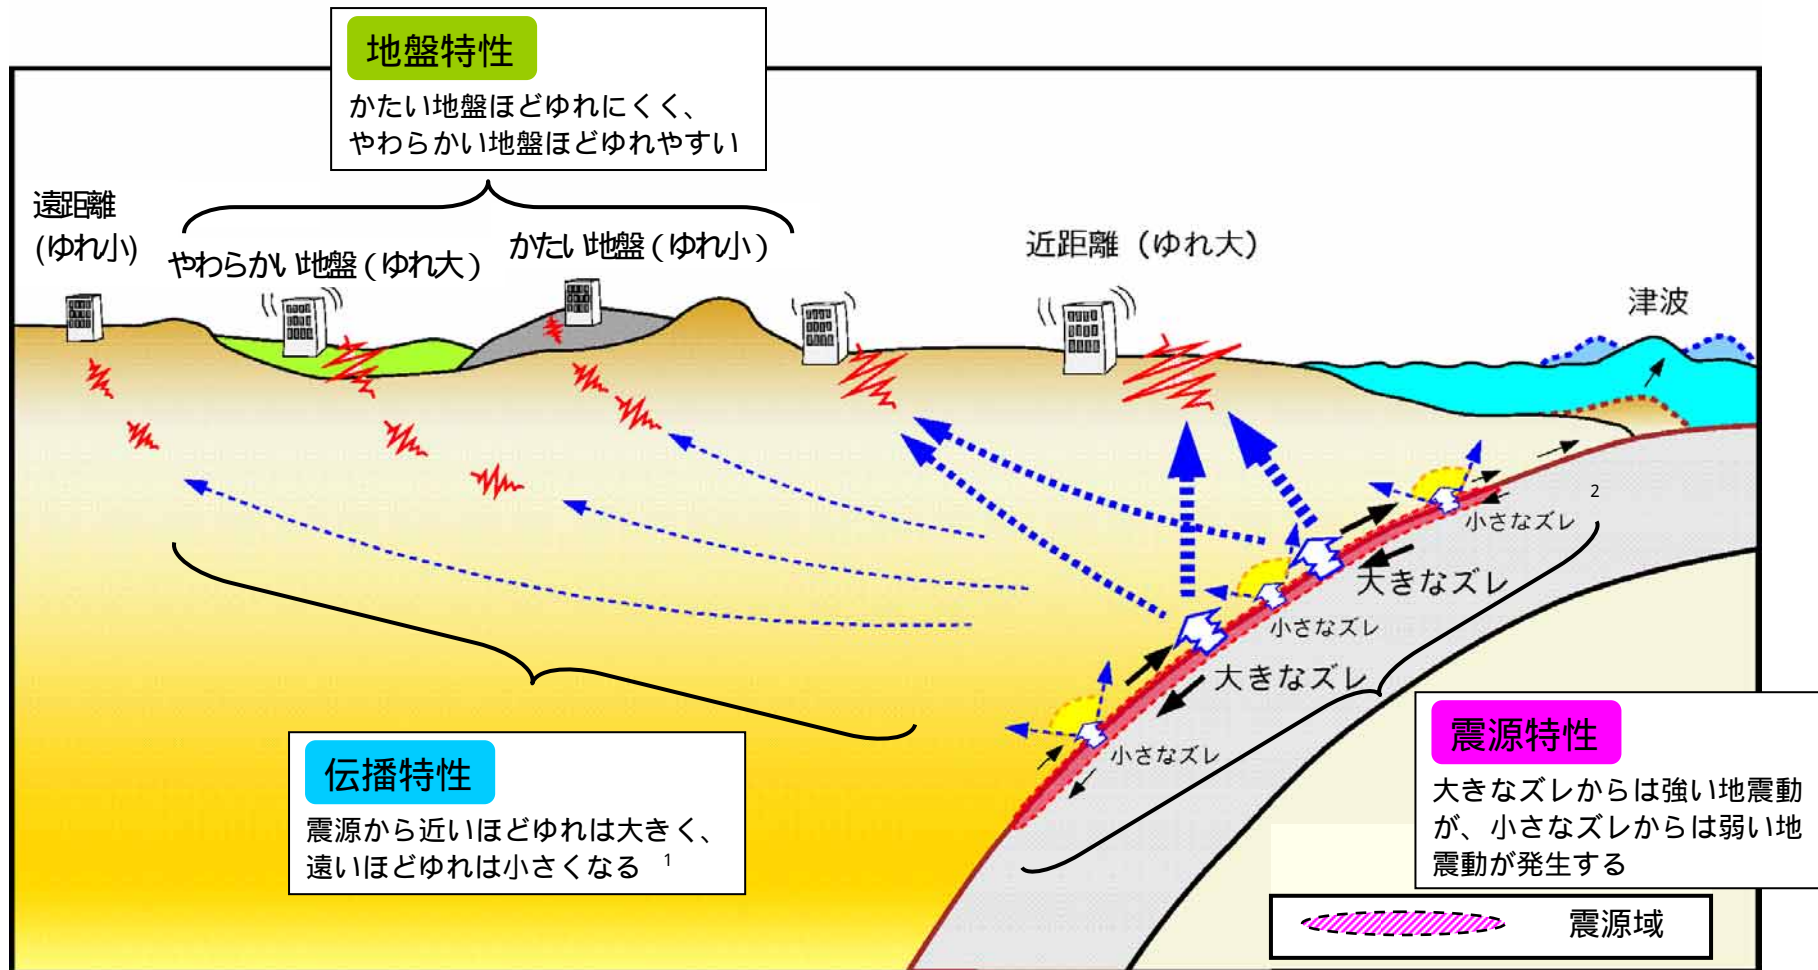 地盤特性
かたい地盤ほどゆれにくく、
やわらかい地盤ほどゆれやすい
遠距離
(ゆれ小)
やわらかい地盤(ゆれ大)
かたい地盤(ゆれ小)
近距離(ゆれ大)
津波
2
小さなズレ
大きなズレ
小さなズレ
大きなズレ
小さなズレ
伝播特性
震源から近いほどゆれは大きく、
遠いほどゆれは小さくなる 1
震源特性
大きなズレからは強い地震動
が、小さなズレからは弱い地
震動が発生する
震源域